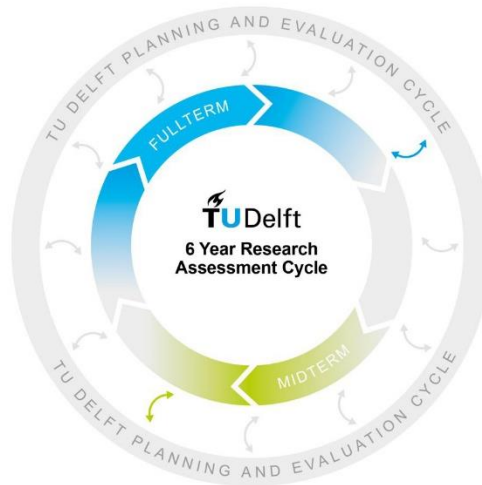 TU DELFT PLANNING AND EVALUATION CYCLE
FULLTERM
TUDelft
6 Year Research
Assessment Cycle
MIDTERM
TU DELFT PLANNING AND EVALUATION CYCLE